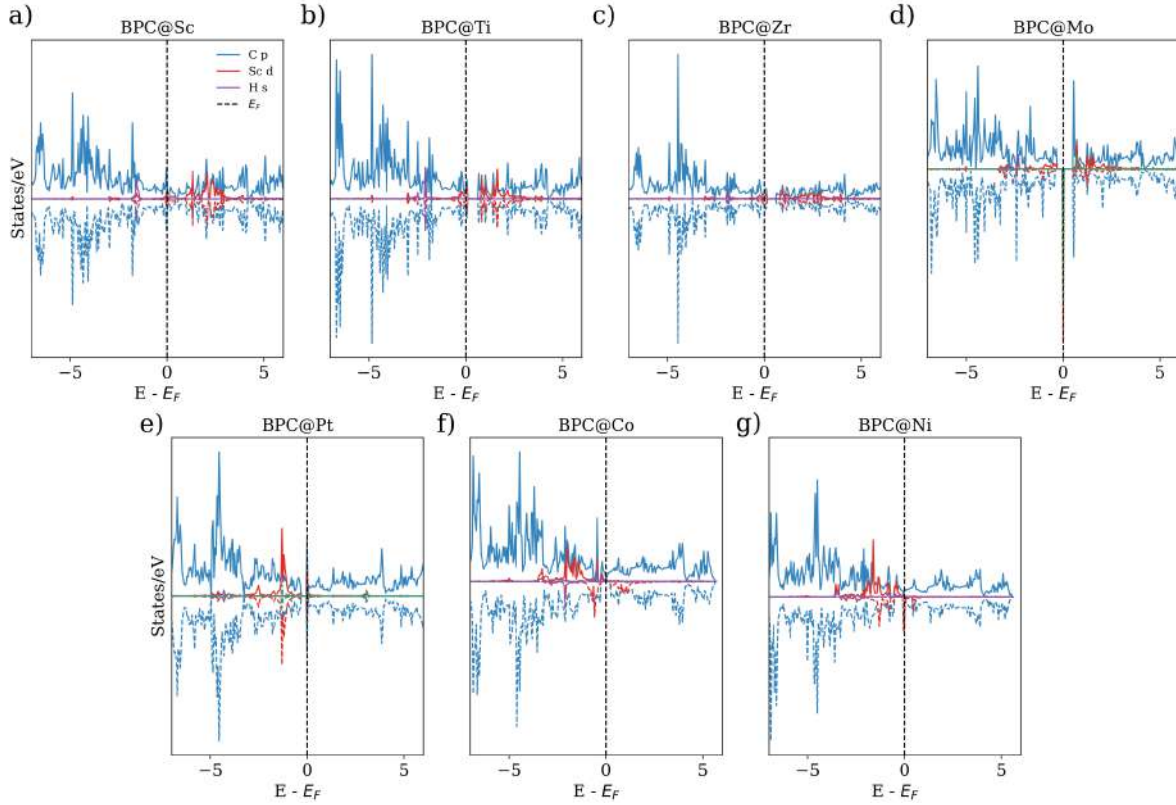 a) BPC@Sc
b) BPC@Ti
c) BPC@Zr
d) BPC@Mo
C p
Sc d
H s
E_F
States/eV
−5 0 5
−5 0 5
−5 0 5
−5 0 5
E - E_F
E - E_F
E - E_F
E - E_F
e) BPC@Pt
f) BPC@Co
g) BPC@Ni
States/eV
−5 0 5
−5 0 5
−5 0 5
E - E_F
E - E_F
E - E_F